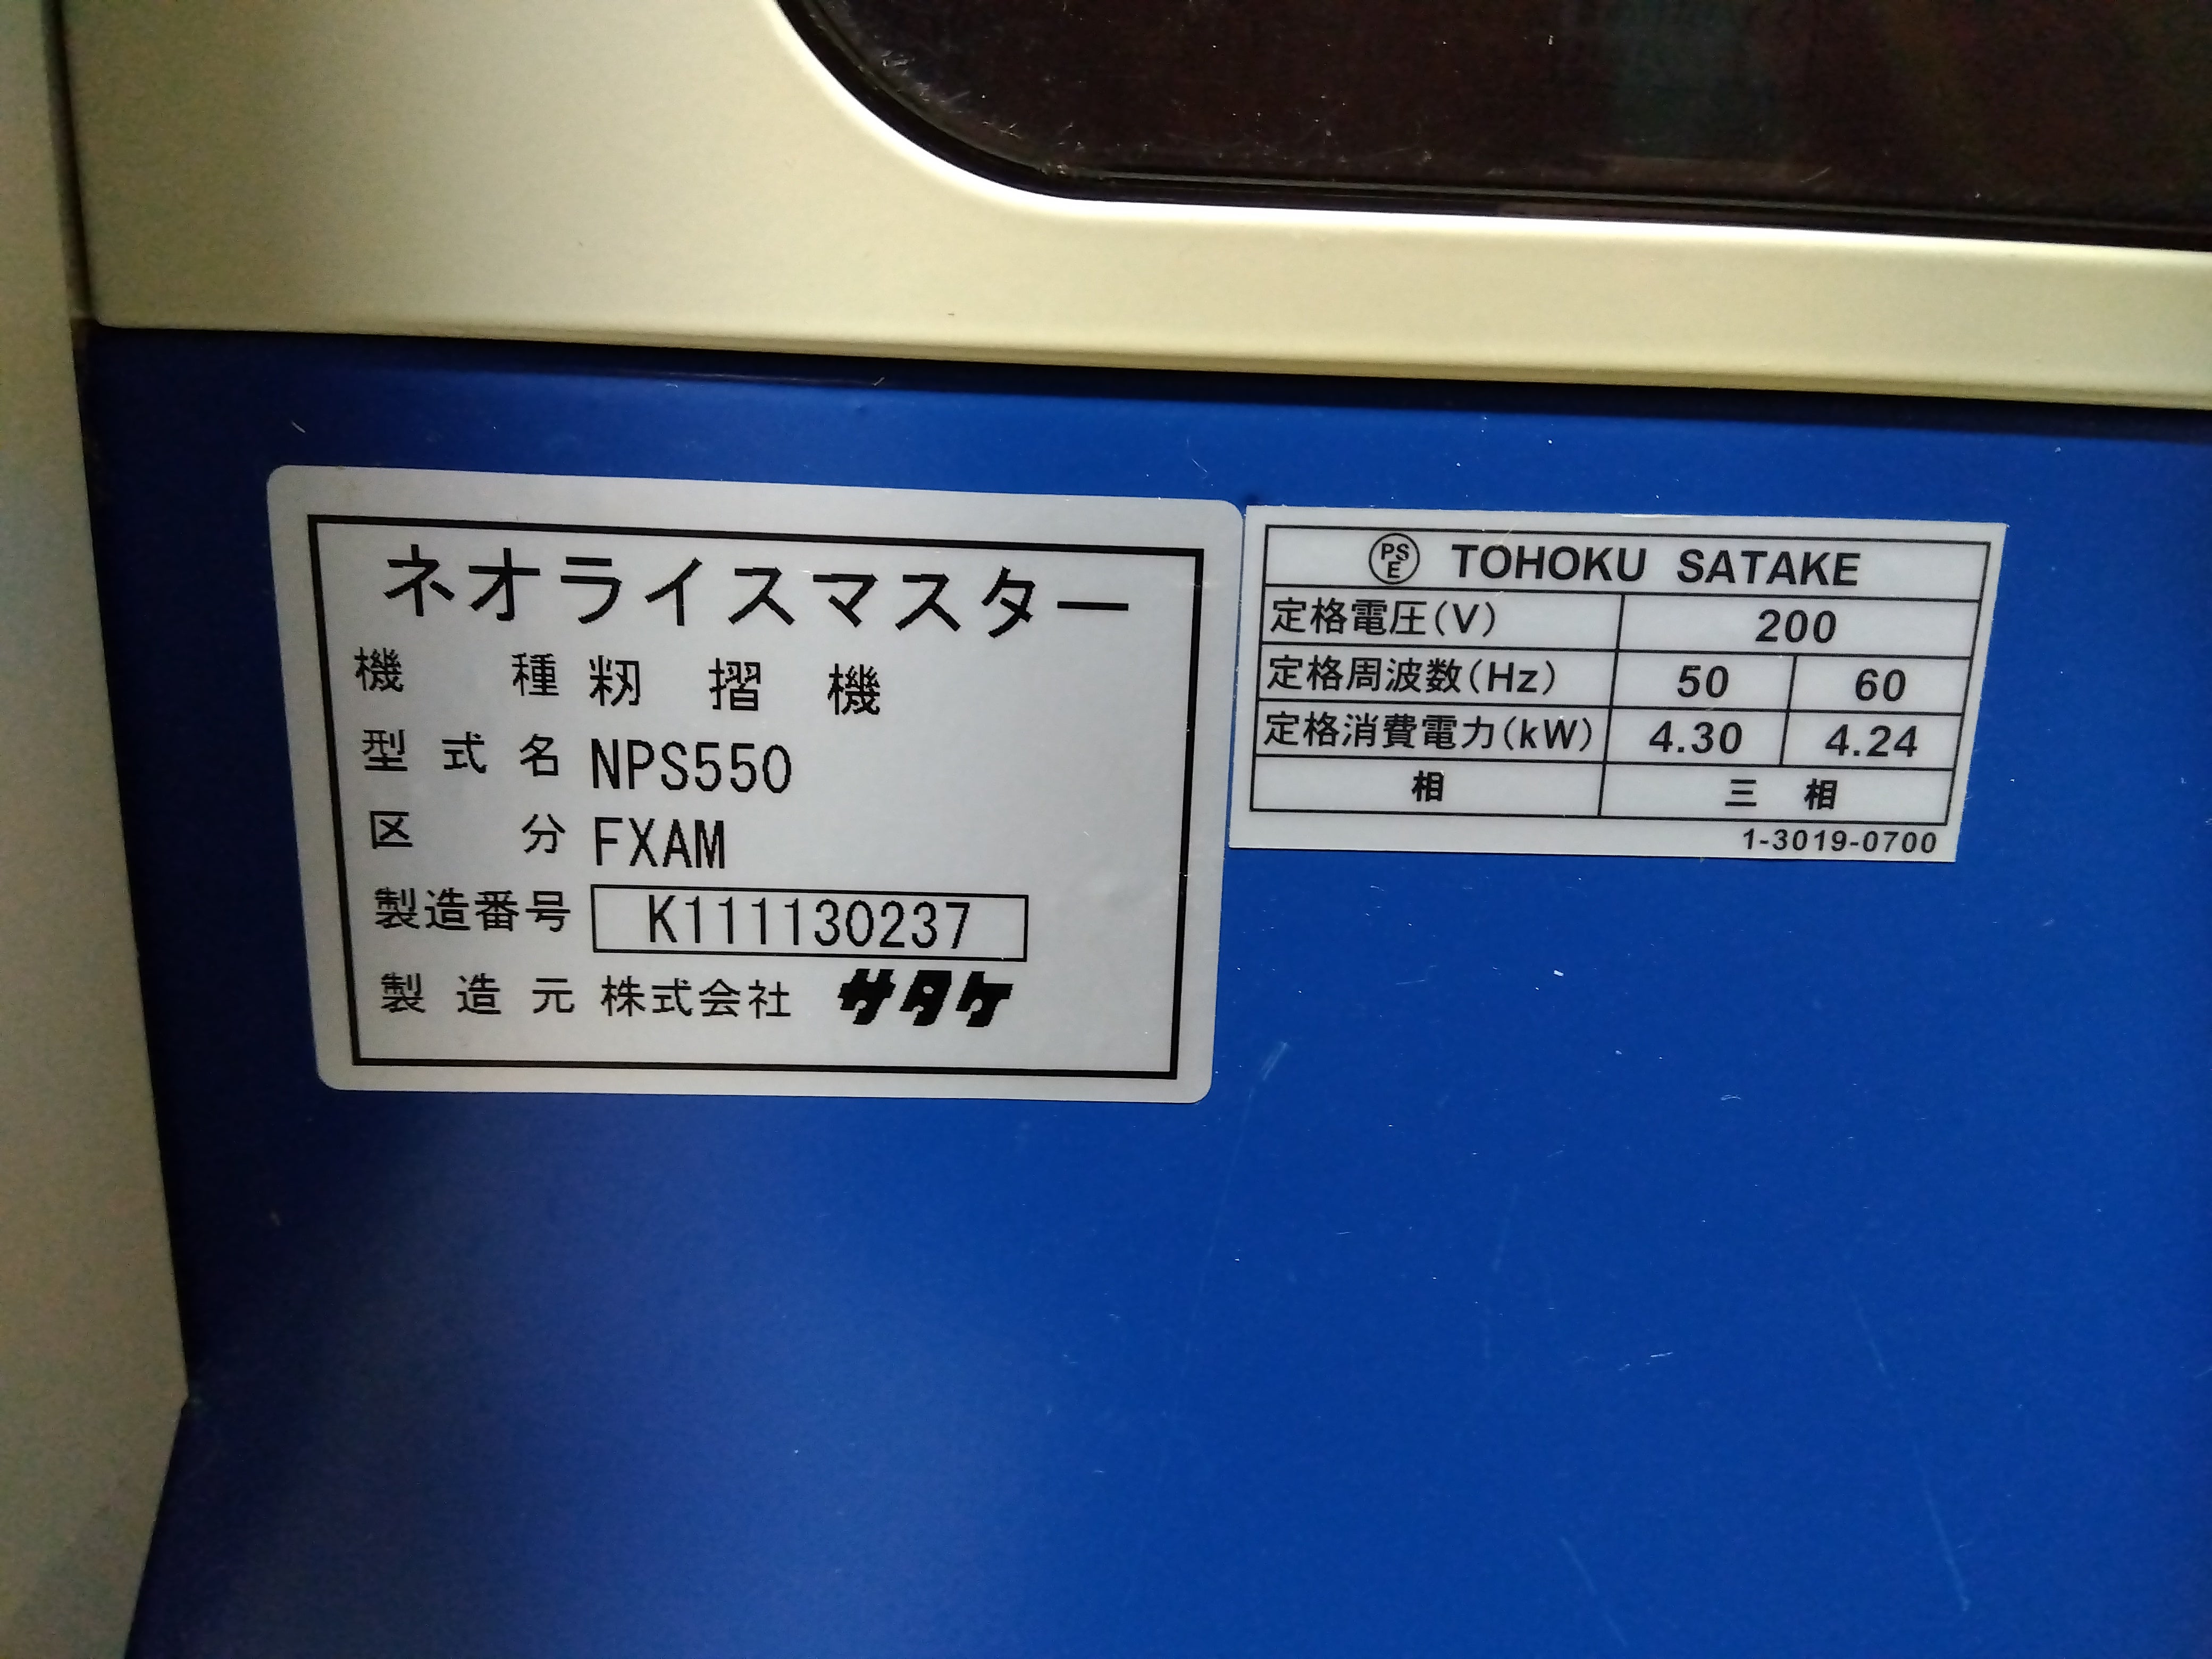 ネオライスマスター
機種 籾摺機
型式名 NPS550
区分 FXAM
製造番号 K111130237
製造元 株式会社 サタケ
PSE TOHOKU SATAKE
定格電圧(V) 200
定格周波数(Hz) 50 60
定格消費電力(kW) 4.30 4.24
相 三相
1-3019-0700